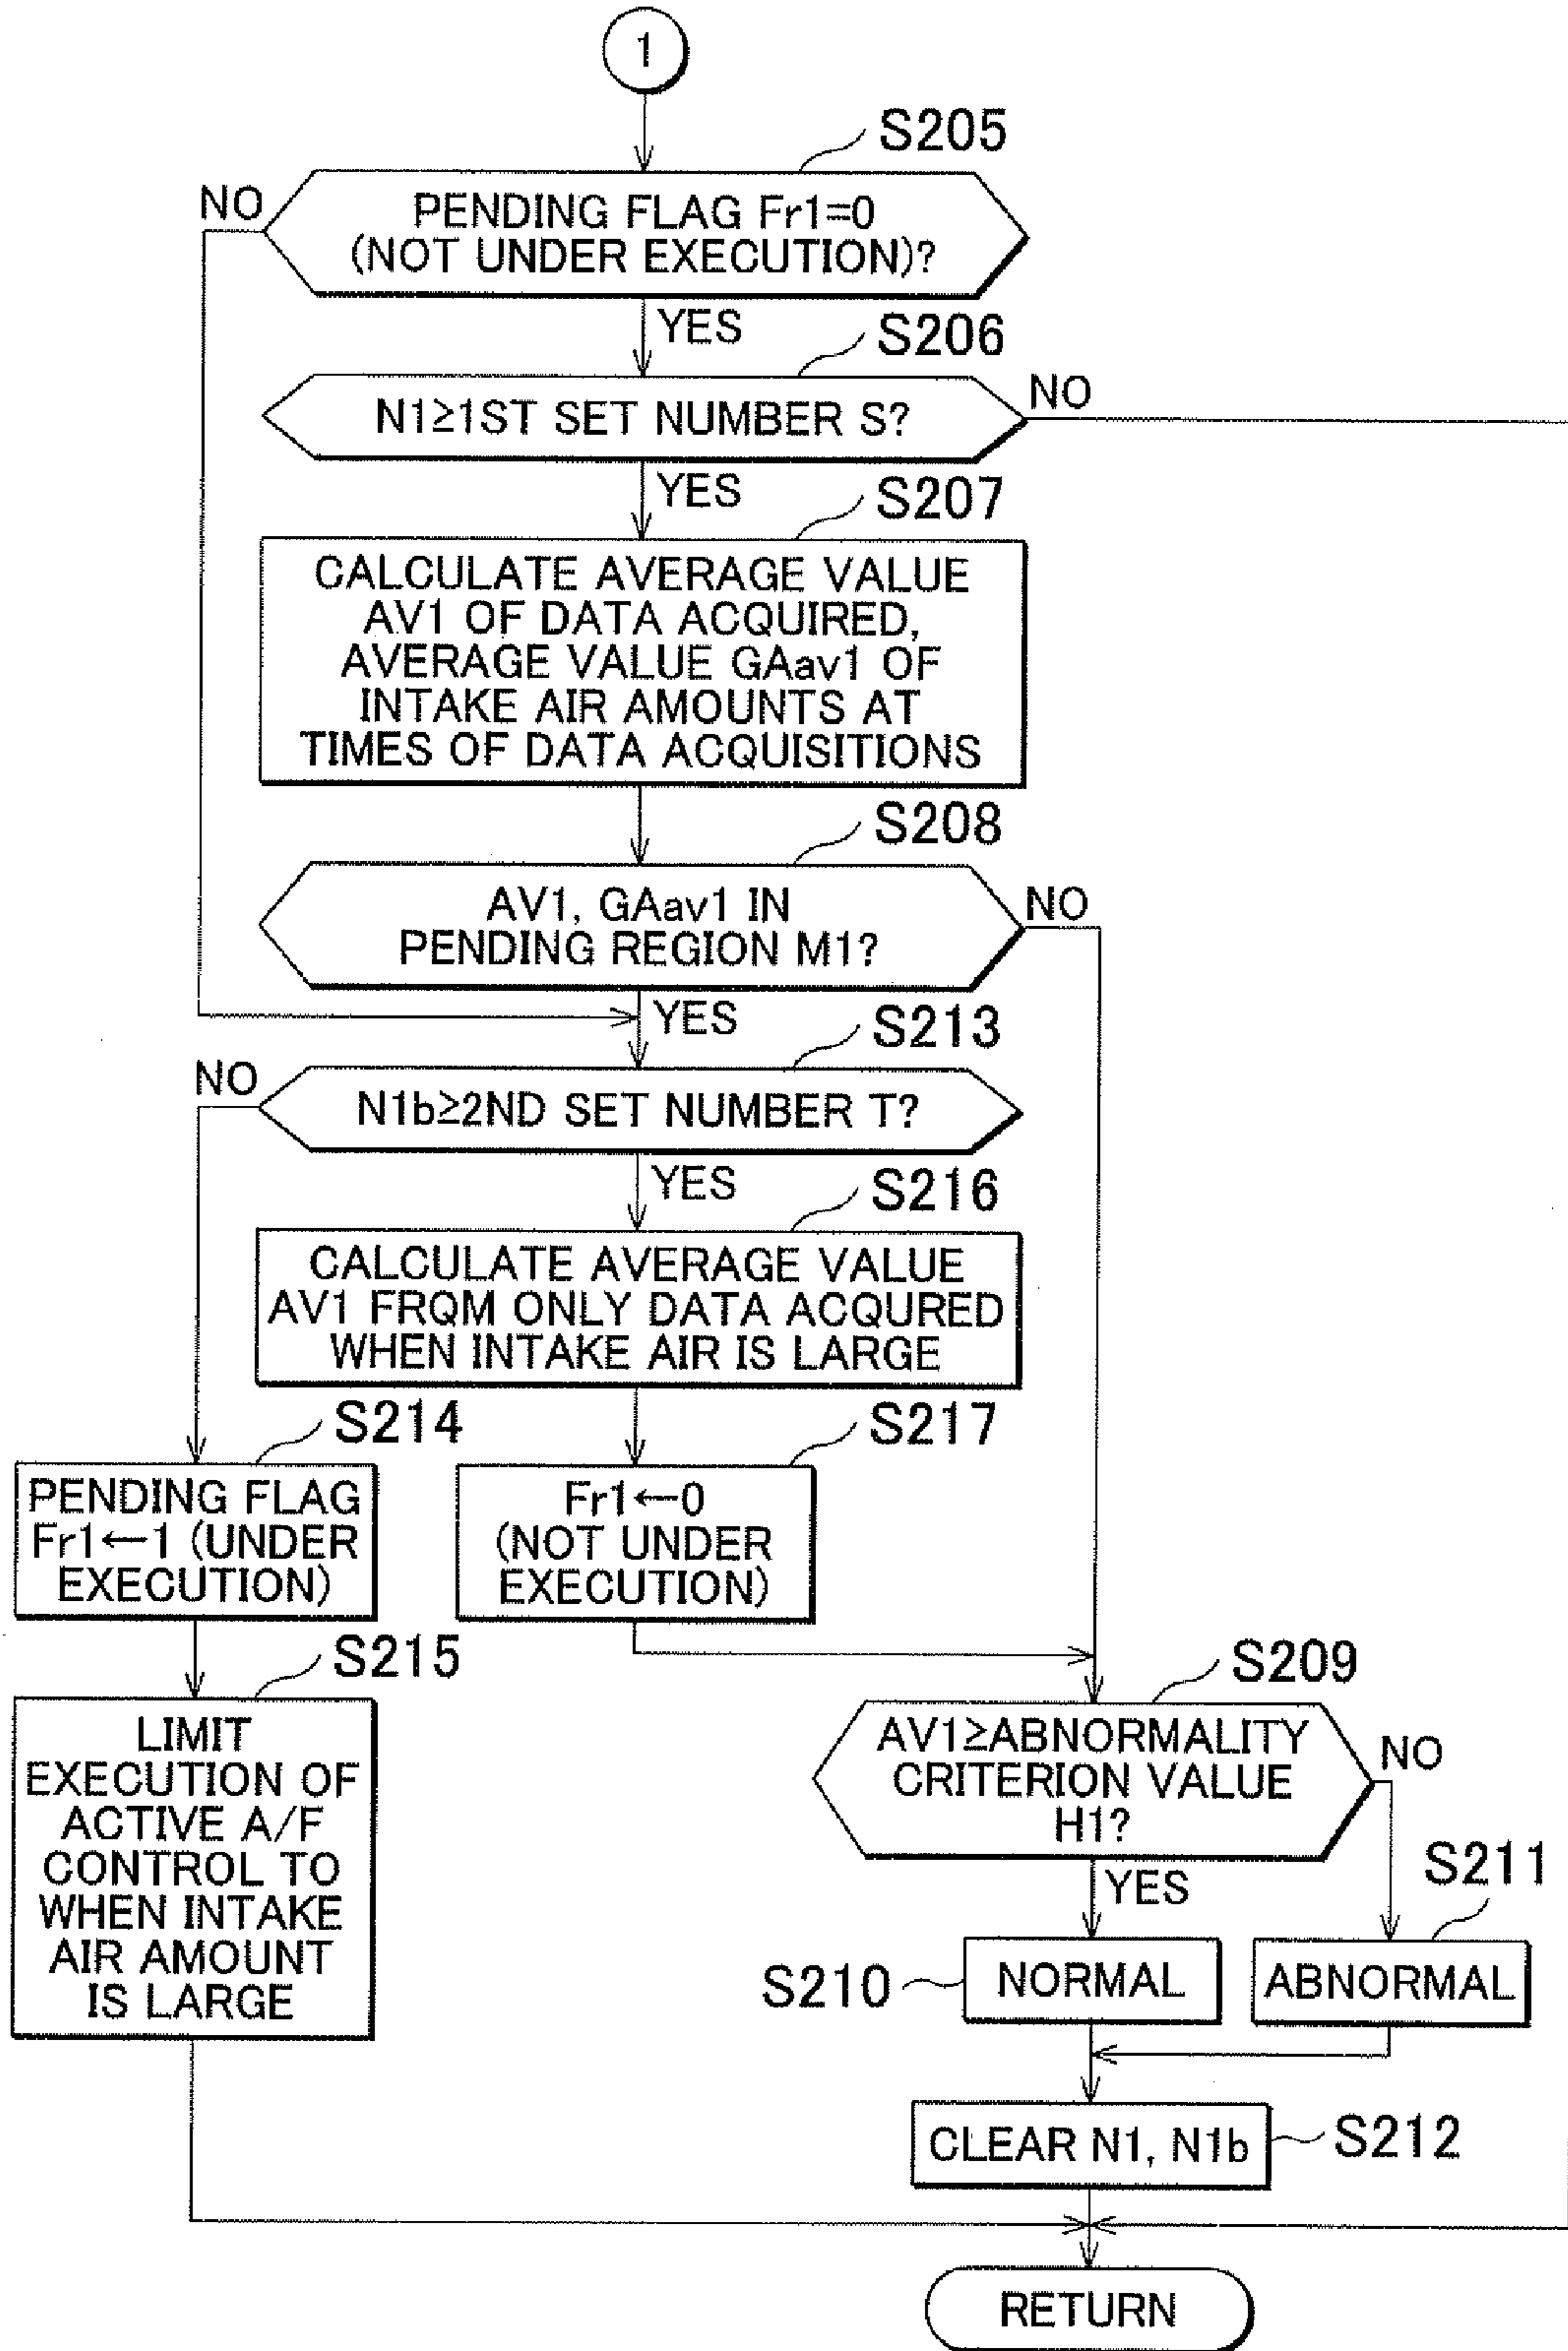 1
S205
NO
PENDING FLAG Fr1=0
(NOT UNDER EXECUTION)?
YES
S206
N1≥1ST SET NUMBER S?
NO
YES
S207
CALCULATE AVERAGE VALUE
AV1 OF DATA ACQUIRED,
AVERAGE VALUE GAav1 OF
INTAKE AIR AMOUNTS AT
TIMES OF DATA ACQUISITIONS
S208
AV1, GAav1 IN
PENDING REGION M1?
NO
YES
S213
NO
N1b≥2ND SET NUMBER T?
YES
S216
CALCULATE AVERAGE VALUE
AV1 FRQM ONLY DATA ACQURED
WHEN INTAKE AIR IS LARGE
S214
PENDING FLAG
Fr1←1 (UNDER
EXECUTION)
S217
Fr1←0
(NOT UNDER
EXECUTION)
S215
LIMIT
EXECUTION OF
ACTIVE A/F
CONTROL TO
WHEN INTAKE
AIR AMOUNT
IS LARGE
S209
AV1≥ABNORMALITY
CRITERION VALUE
H1?
NO
YES
S211
S210
NORMAL
ABNORMAL
CLEAR N1, N1b
S212
RETURN